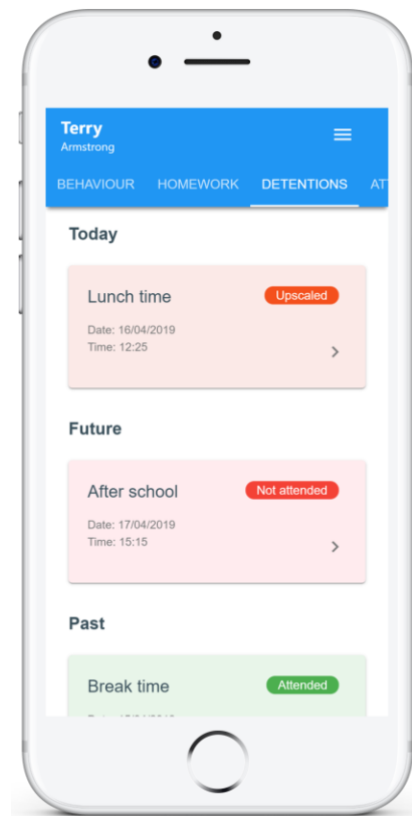 Terry
Armstrong
BEHAVIOUR HOMEWORK DETENTIONS AT
Today
Lunch time Upscaled
Date: 16/04/2019
Time: 12:25
Future
After school Not attended
Date: 17/04/2019
Time: 15:15
Past
Break time Attended